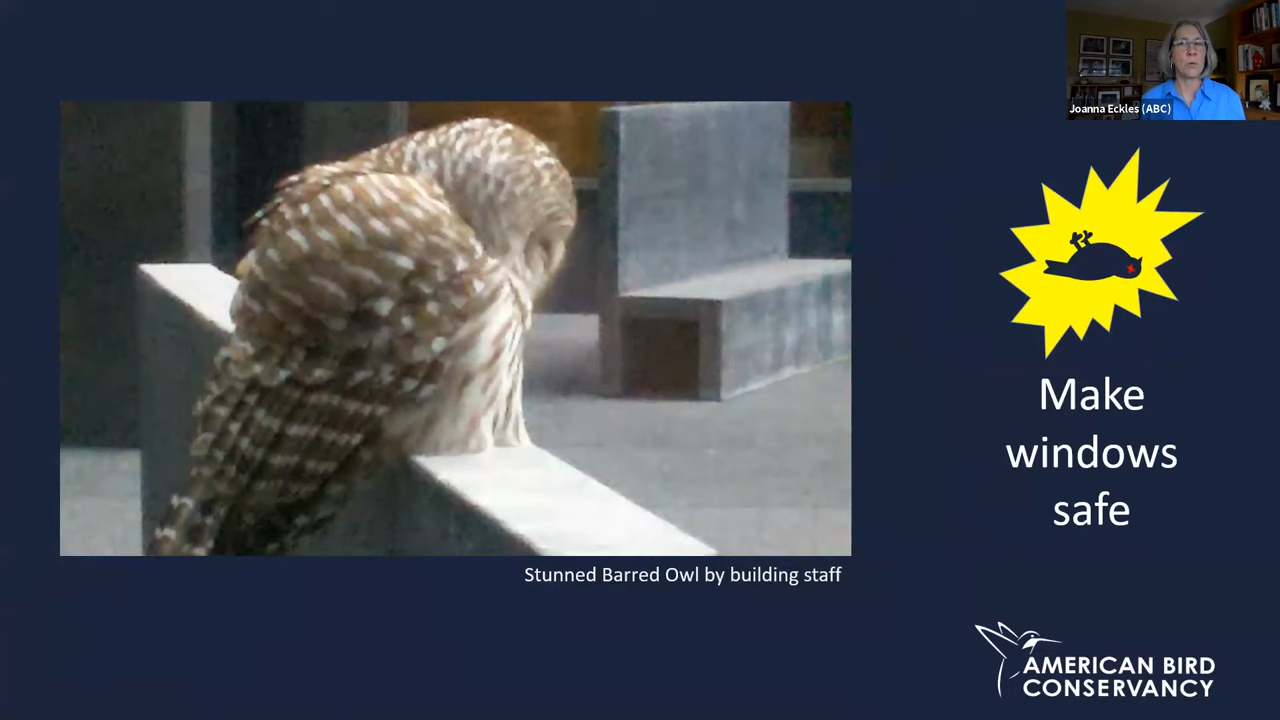 Joanna Eckles (ABC)
Make
windows
safe
Stunned Barred Owl by building staff
AMERICAN BIRD
CONSERVANCY